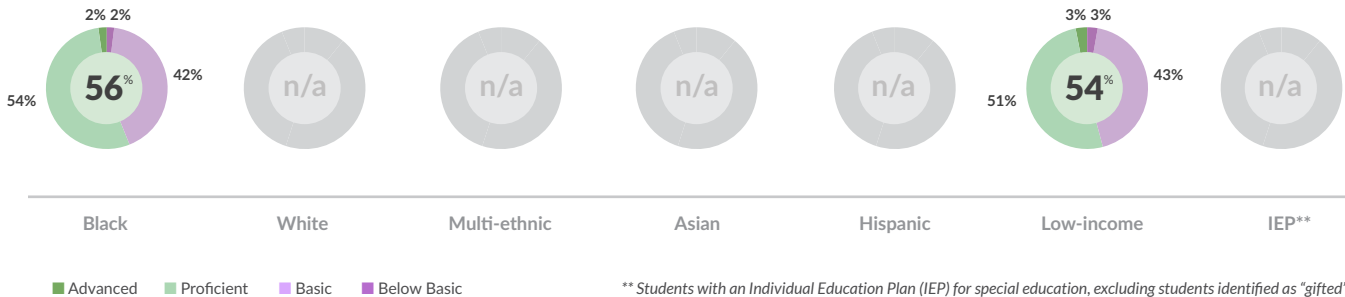 2% 2%
3% 3%
56%
n/a
n/a
n/a
n/a
54%
n/a
42%
43%
54%
51%
Black
White
Multi-ethnic
Asian
Hispanic
Low-income
IEP**
Advanced
Proficient
Basic
Below Basic
** Students with an Individual Education Plan (IEP) for special education, excluding students identified as “gifted”